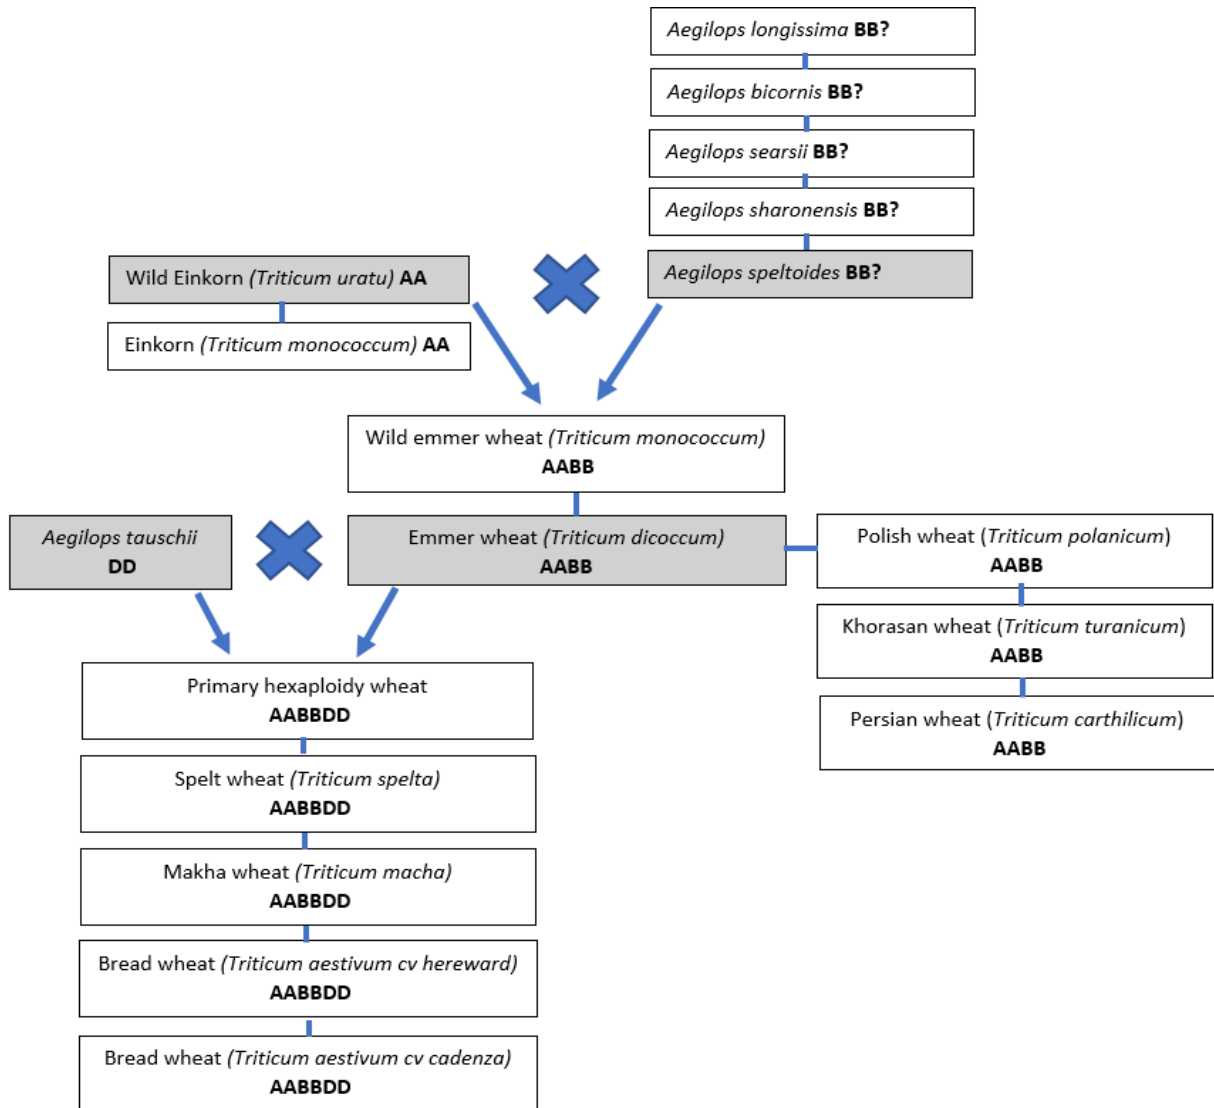 Aegilops longissima BB?
Aegilops bicornis BB?
Aegilops searsii BB?
Aegilops sharonensis BB?
Wild Einkorn (Triticum uratu) AA
Aegilops speltoides BB?
Einkorn (Triticum monococcum) AA
Wild emmer wheat (Triticum monococcum)
AABB
Aegilops tauschii
DD
Emmer wheat (Triticum dicoccum)
AABB
Polish wheat (Triticum polanicum)
AABB
Khorasan wheat (Triticum turanicum)
AABB
Persian wheat (Triticum carthilicum)
AABB
Primary hexaploidy wheat
AABBDD
Spelt wheat (Triticum spelta)
AABBDD
Makha wheat (Triticum macha)
AABBDD
Bread wheat (Triticum aestivum cv hereward)
AABBDD
Bread wheat (Triticum aestivum cv cadenza)
AABBDD